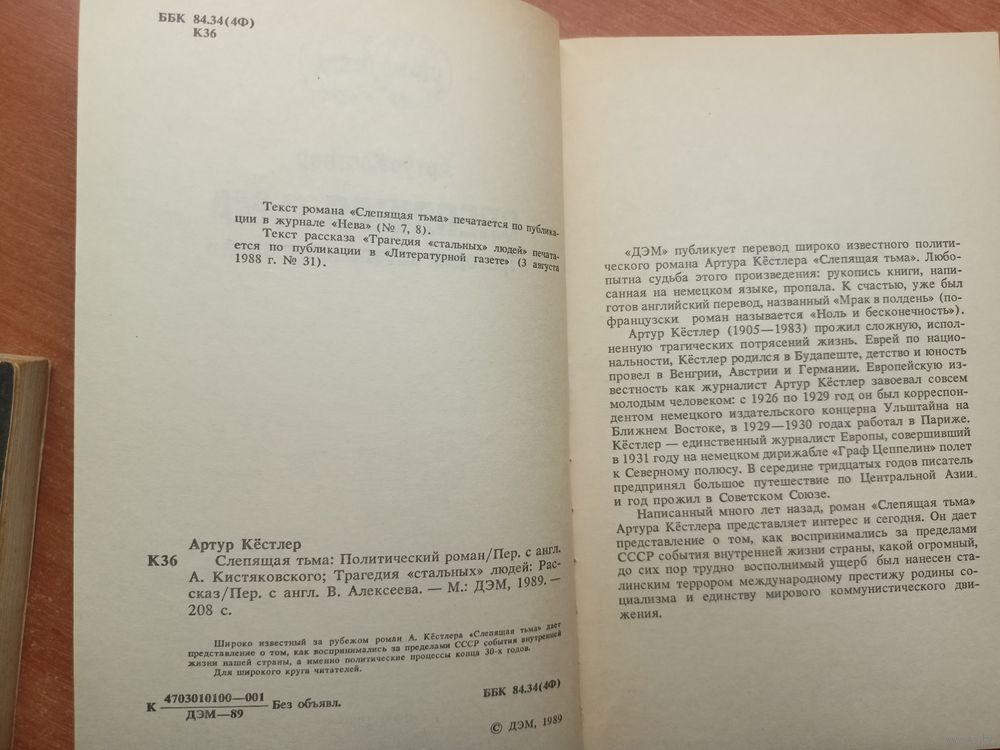 ББК 84.34(4Ф)
К36
Текст романа «Слепящая тьма» печатается по публика-
ции в журнале «Нева» (№ 7, 8).
Текст рассказа «Трагедия «стальных» людей» печата-
ется по публикации в «Литературной газете» (3 августа
1988 г. № 31).
Артур Кёстлер
К36 Слепящая тьма: Политический роман/Пер. с англ.
А. Кистяковского; Трагедия «стальных» людей: Рас-
сказ/Пер. с англ. В. Алексеева. — М.: ДЭМ, 1989. —
208 с.
Широко известный за рубежом роман А. Кёстлера «Слепящая тьма» дает
представление о том, как воспринимались за пределами СССР события внутренней
жизни нашей страны, а именно политические процессы конца 30-х годов.
Для широкого круга читателей.
К 4703010100—001 Без объявл.
ДЭМ—89
ББК 84.34(4Ф)
© ДЭМ, 1989
«ДЭМ» публикует перевод широко известного полити-
ческого романа Артура Кёстлера «Слепящая тьма». Любо-
пытна судьба этого произведения: рукопись книги, напи-
санная на немецком языке, пропала. К счастью, уже был
готов английский перевод, названный «Мрак в полдень» (по-
французски роман называется «Ноль и бесконечность»).
Артур Кёстлер (1905—1983) прожил сложную, испол-
ненную трагических потрясений жизнь. Еврей по нацио-
нальности, Кёстлер родился в Будапеште, детство и юность
провел в Венгрии, Австрии и Германии. Европейскую из-
вестность как журналист Артур Кёстлер завоевал совсем
молодым человеком: с 1926 по 1929 год он был корреспон-
дентом немецкого издательского концерна Ульштайна на
Ближнем Востоке, в 1929—1930 годах работал в Париже.
Кёстлер — единственный журналист Европы, совершивший
в 1931 году на немецком дирижабле «Граф Цеппелин» полет
к Северному полюсу. В середине тридцатых годов писатель
предпринял большое путешествие по Центральной Азии
и год прожил в Советском Союзе.
Написанный много лет назад, роман «Слепящая тьма»
Артура Кёстлера представляет интерес и сегодня. Он дает
представление о том, как воспринимались за пределами
СССР события внутренней жизни страны, какой огромный,
до сих пор трудно восполнимый ущерб был нанесен ста-
линским террором международному престижу родины со-
циализма и единству мирового коммунистического дви-
жения.